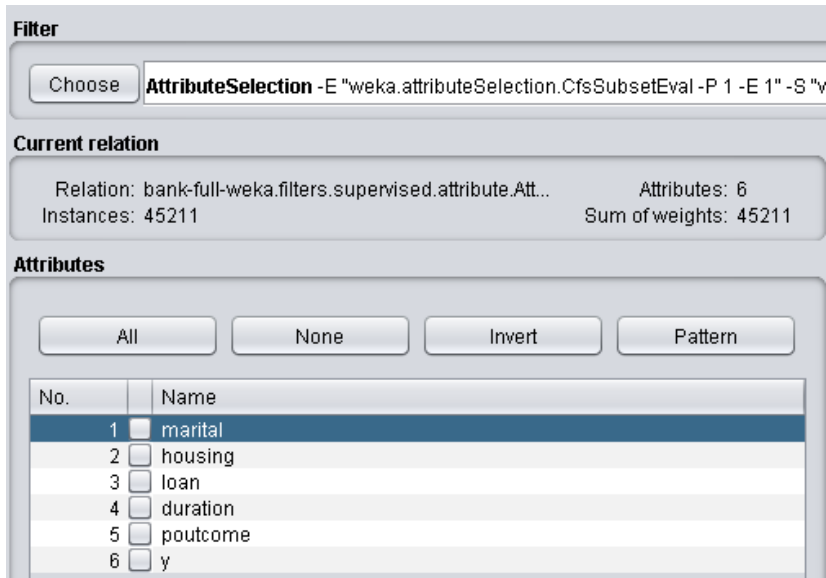 Filter
Choose AttributeSelection -E "weka.attributeSelection.CfsSubsetEval -P 1 -E 1" -S "w
Current relation
Relation: bank-full-weka.filters.supervised.attribute.Att... Attributes: 6
Instances: 45211 Sum of weights: 45211
Attributes
All None Invert Pattern
No. Name
1 marital
2 housing
3 loan
4 duration
5 poutcome
6 y